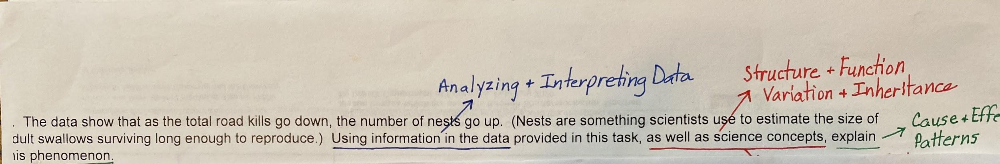 Analyzing + Interpreting Data
Structure + Function
Variation + Inheritance
. The data show that as the total road kills go down, the number of nests go up. (Nests are something scientists use to estimate the size of
dult swallows surviving long enough to reproduce.) Using information in the data provided in this task, as well as science concepts, explain
is phenomenon.
Cause + Effe
Patterns